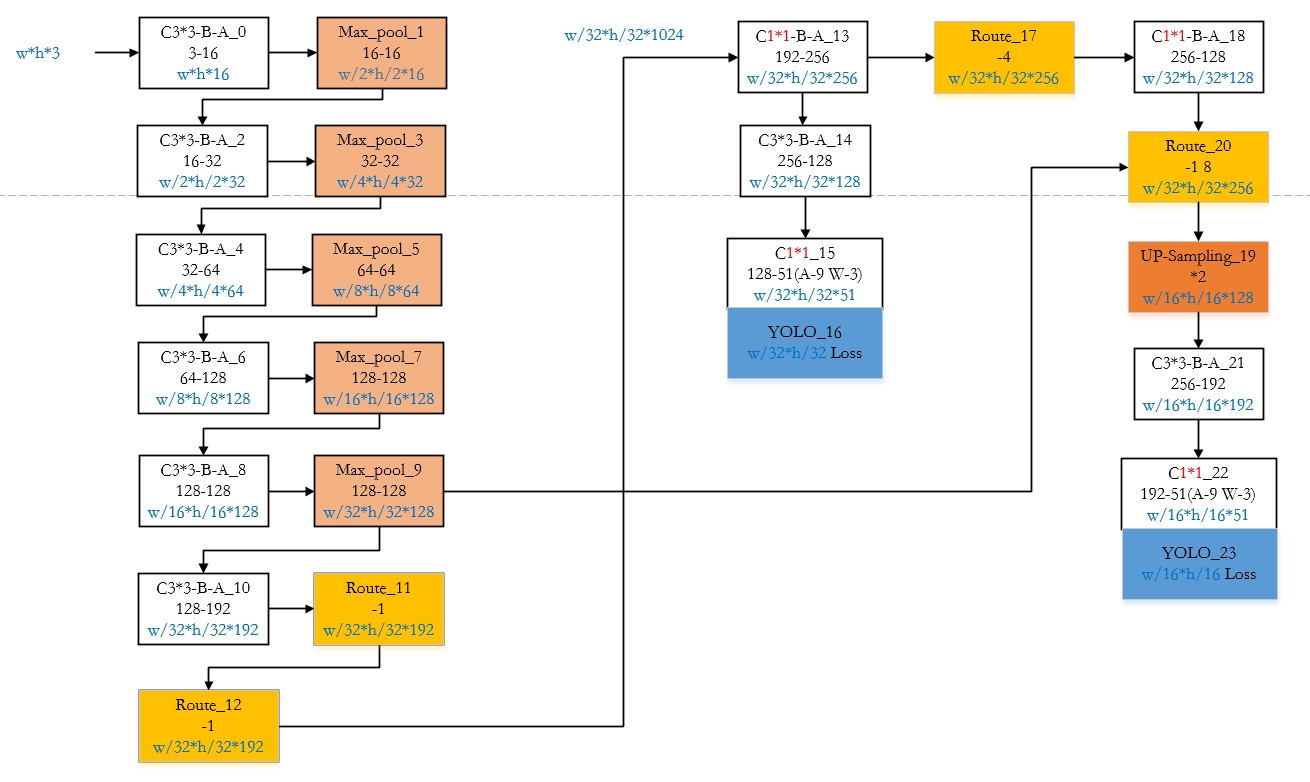 w*h*3
C3*3-B-A_0
3-16
w*h*16
Max_pool_1
16-16
w/2*h/2*16
C3*3-B-A_2
16-32
w/2*h/2*32
Max_pool_3
32-32
w/4*h/4*32
C3*3-B-A_4
32-64
w/4*h/4*64
Max_pool_5
64-64
w/8*h/8*64
C3*3-B-A_6
64-128
w/8*h/8*128
Max_pool_7
128-128
w/16*h/16*128
C3*3-B-A_8
128-128
w/16*h/16*128
Max_pool_9
128-128
w/32*h/32*128
C3*3-B-A_10
128-192
w/32*h/32*192
Route_11
-1
w/32*h/32*192
Route_12
-1
w/32*h/32*192
w/32*h/32*1024
C1*1-B-A_13
192-256
w/32*h/32*256
C3*3-B-A_14
256-128
w/32*h/32*128
C1*1_15
128-51(A-9 W-3)
w/32*h/32*51
YOLO_16
w/32*h/32 Loss
Route_17
-4
w/32*h/32*256
C1*1-B-A_18
256-128
w/32*h/32*128
Route_20
-1 8
w/32*h/32*256
UP-Sampling_19
*2
w/16*h/16*128
C3*3-B-A_21
256-192
w/16*h/16*192
C1*1_22
192-51(A-9 W-3)
w/16*h/16*51
YOLO_23
w/16*h/16 Loss